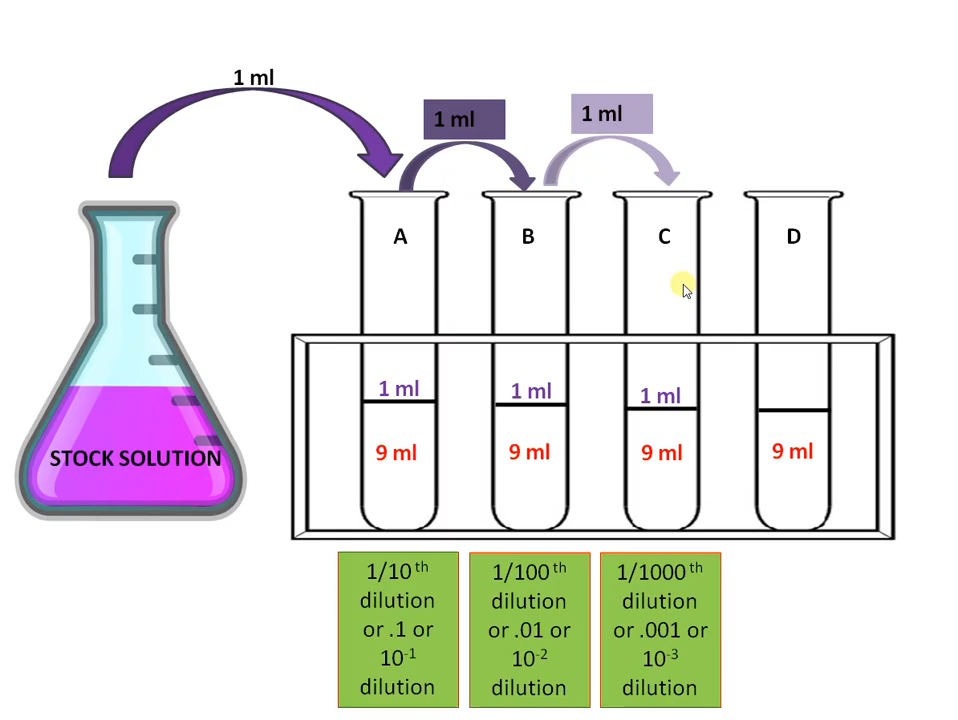 1 ml
1 ml
1 ml
A
B
C
D
1 ml
1 ml
1 ml
9 ml
9 ml
9 ml
9 ml
STOCK SOLUTION
1/10 th
dilution
or .1 or
10-1
dilution
1/100 th
dilution
or .01 or
10-2
dilution
1/1000 th
dilution
or .001 or
10-3
dilution